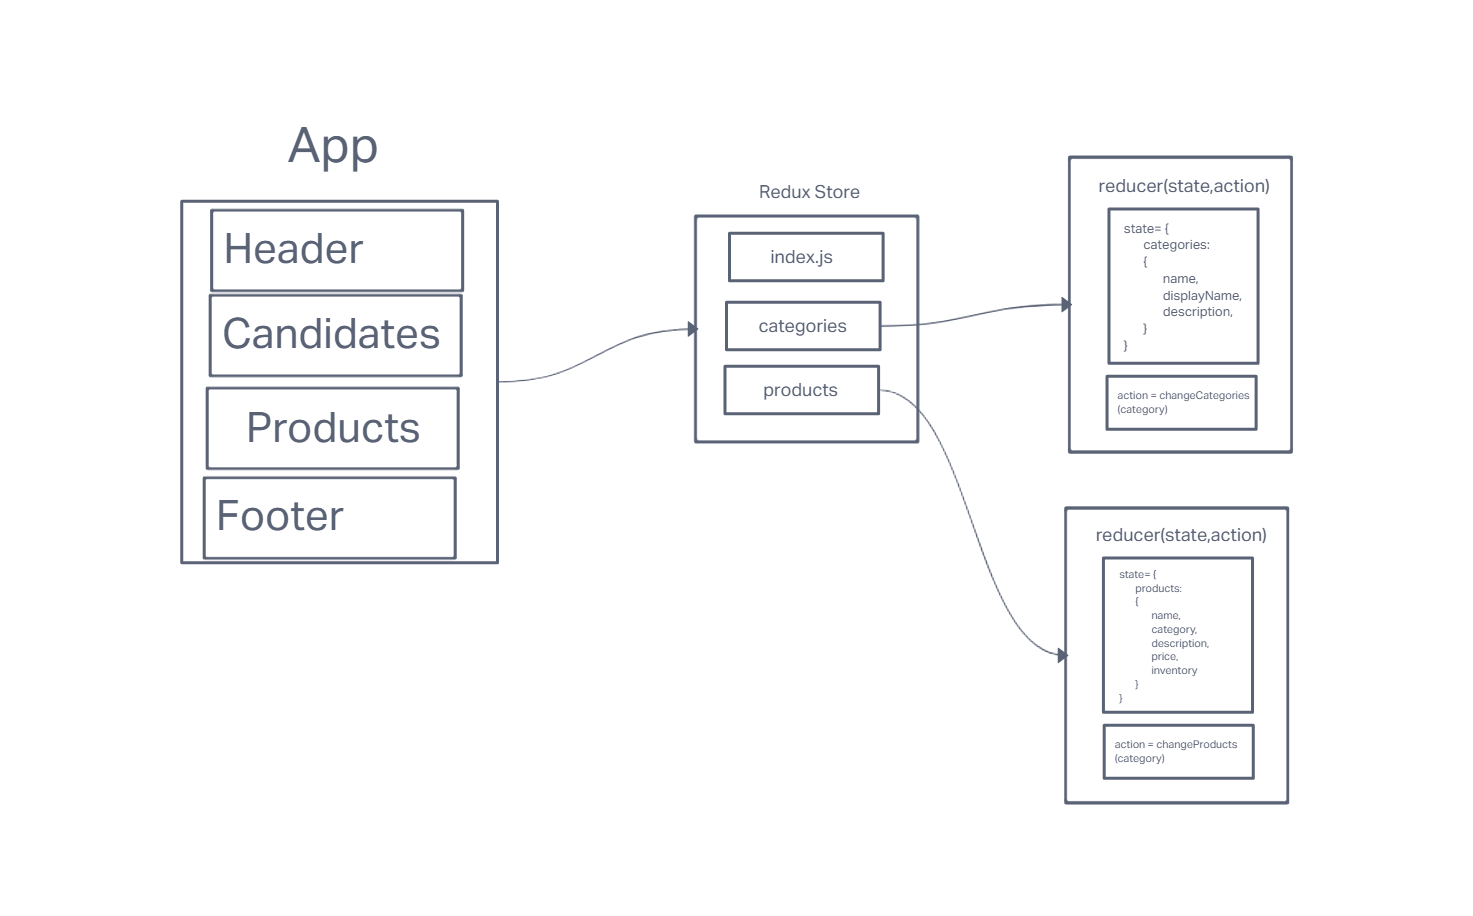 App
Header
Candidates
Products
Footer
Redux Store
index.js
categories
products
reducer(state,action)
state= {
categories:
{
name,
displayName,
description,
}
}
action = changeCategories
(category)
reducer(state,action)
state= {
products:
{
name,
category,
description,
price,
inventory
}
}
action = changeProducts
(category)